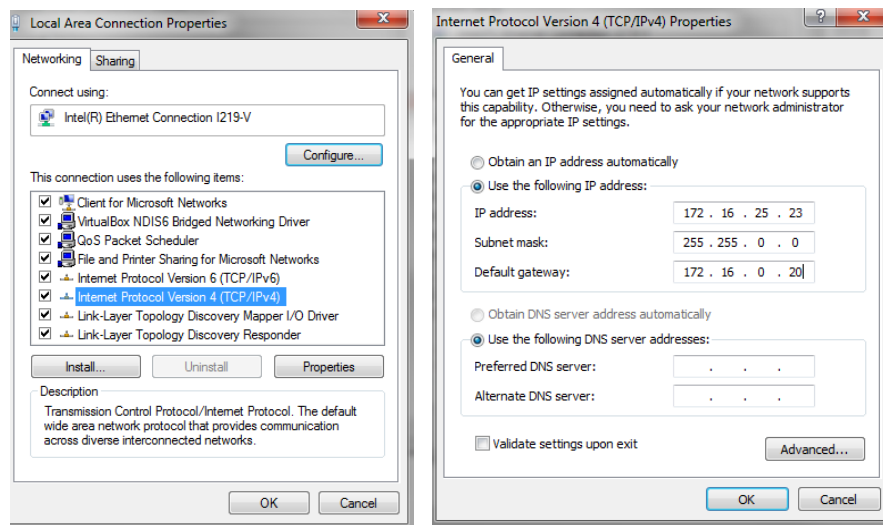 Local Area Connection Properties
Networking Sharing
Connect using:
Intel(R) Ethernet Connection I219-V
Configure...
This connection uses the following items:
Client for Microsoft Networks
VirtualBox NDIS6 Bridged Networking Driver
QoS Packet Scheduler
File and Printer Sharing for Microsoft Networks
Internet Protocol Version 6 (TCP/IPv6)
Internet Protocol Version 4 (TCP/IPv4)
Link-Layer Topology Discovery Mapper I/O Driver
Link-Layer Topology Discovery Responder
Install... Uninstall Properties
Description
Transmission Control Protocol/Internet Protocol. The default
wide area network protocol that provides communication
across diverse interconnected networks.
OK Cancel
Internet Protocol Version 4 (TCP/IPv4) Properties
General
You can get IP settings assigned automatically if your network supports
this capability. Otherwise, you need to ask your network administrator
for the appropriate IP settings.
Obtain an IP address automatically
Use the following IP address:
IP address: 172 . 16 . 25 . 23
Subnet mask: 255 . 255 . 0 . 0
Default gateway: 172 . 16 . 0 . 20
Obtain DNS server address automatically
Use the following DNS server addresses:
Preferred DNS server: . . .
Alternate DNS server: . . .
Validate settings upon exit
Advanced...
OK Cancel